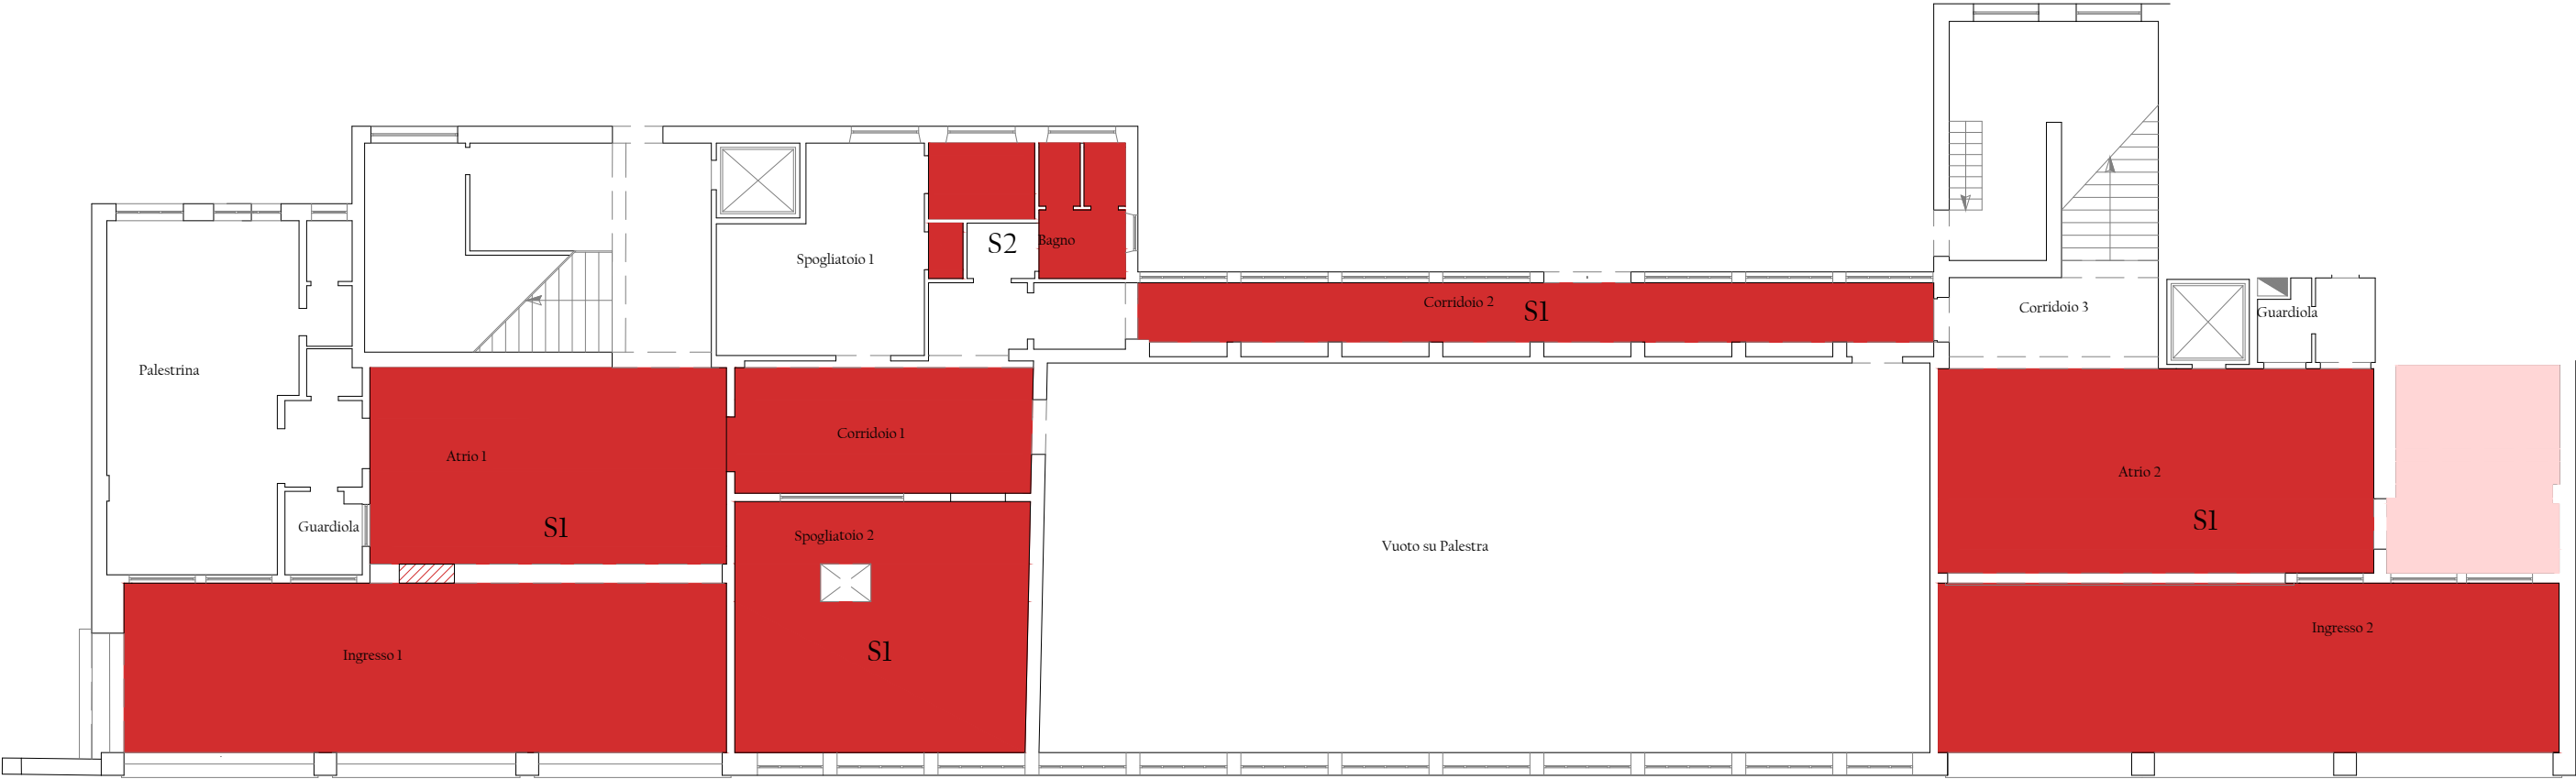 S2
Bagno
Spogliatoio 1
Corridoio 2
S1
Corridoio 3
Guardiola
Palestrina
Corridoio 1
Atrio 1
Atrio 2
S1
S1
Guardiola
Spogliatoio 2
Vuoto su Palestra
Ingresso 2
S1
Ingresso 1